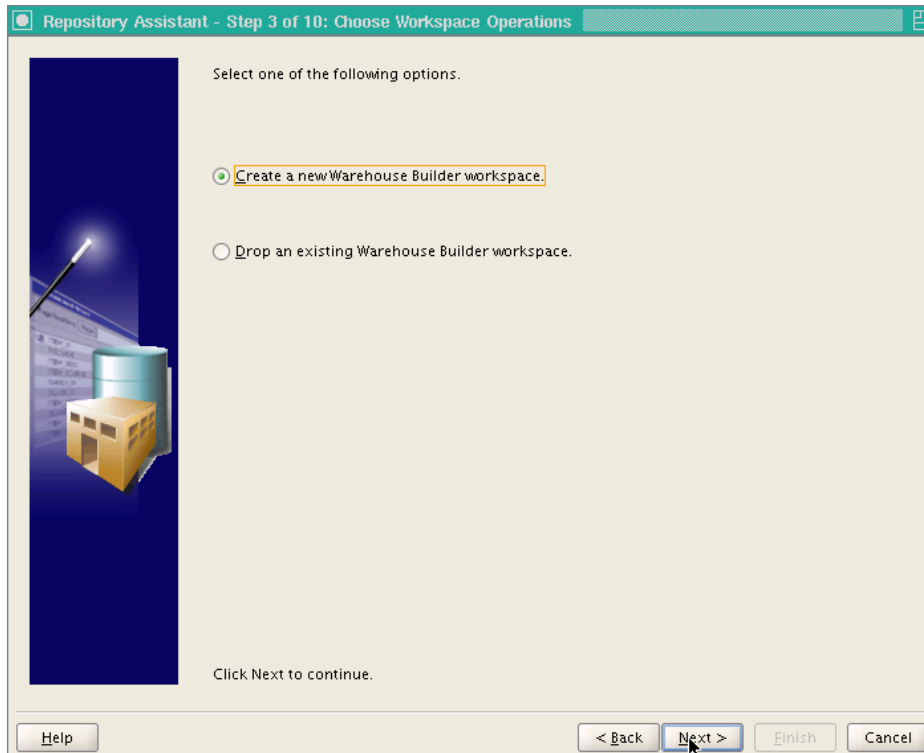 Repository Assistant - Step 3 of 10: Choose Workspace Operations
Select one of the following options.
Create a new Warehouse Builder workspace.
Drop an existing Warehouse Builder workspace.
Click Next to continue.
Help
< Back
Next >
Finish
Cancel